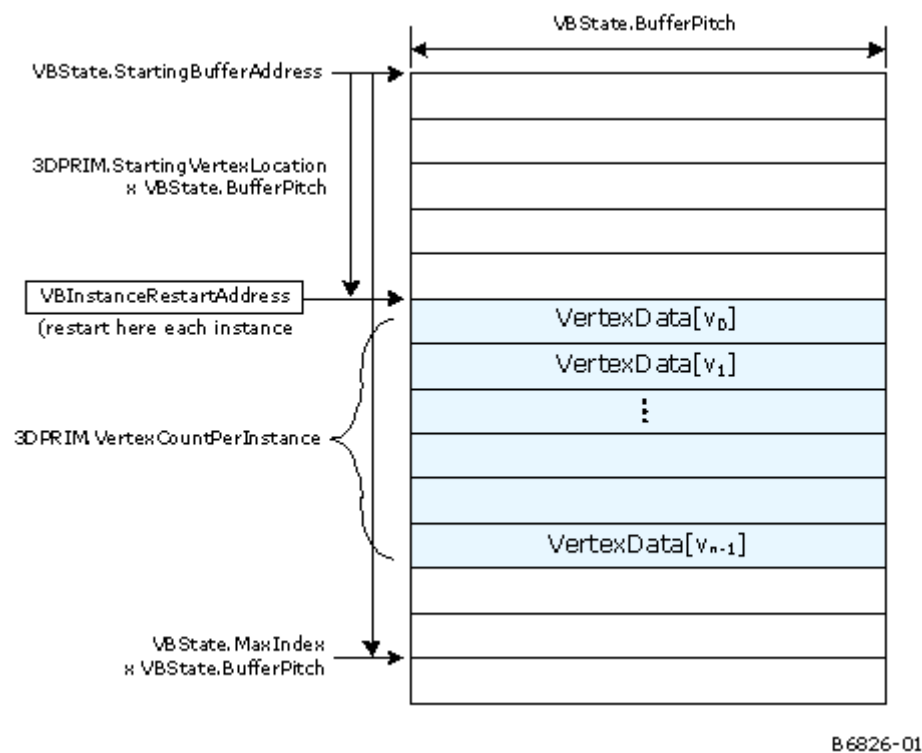 VBState.BufferPitch
VBState.StartingBufferAddress
3DPRIM.StartingVertexLocation
x VBState.BufferPitch
VBInstanceRestartAddress
(restart here each instance
VertexData[v₀]
VertexData[v₁]
⋮
3DPRIM.VertexCountPerInstance
VertexData[vₙ₋₁]
VBState.MaxIndex
x VBState.BufferPitch
B6826-01